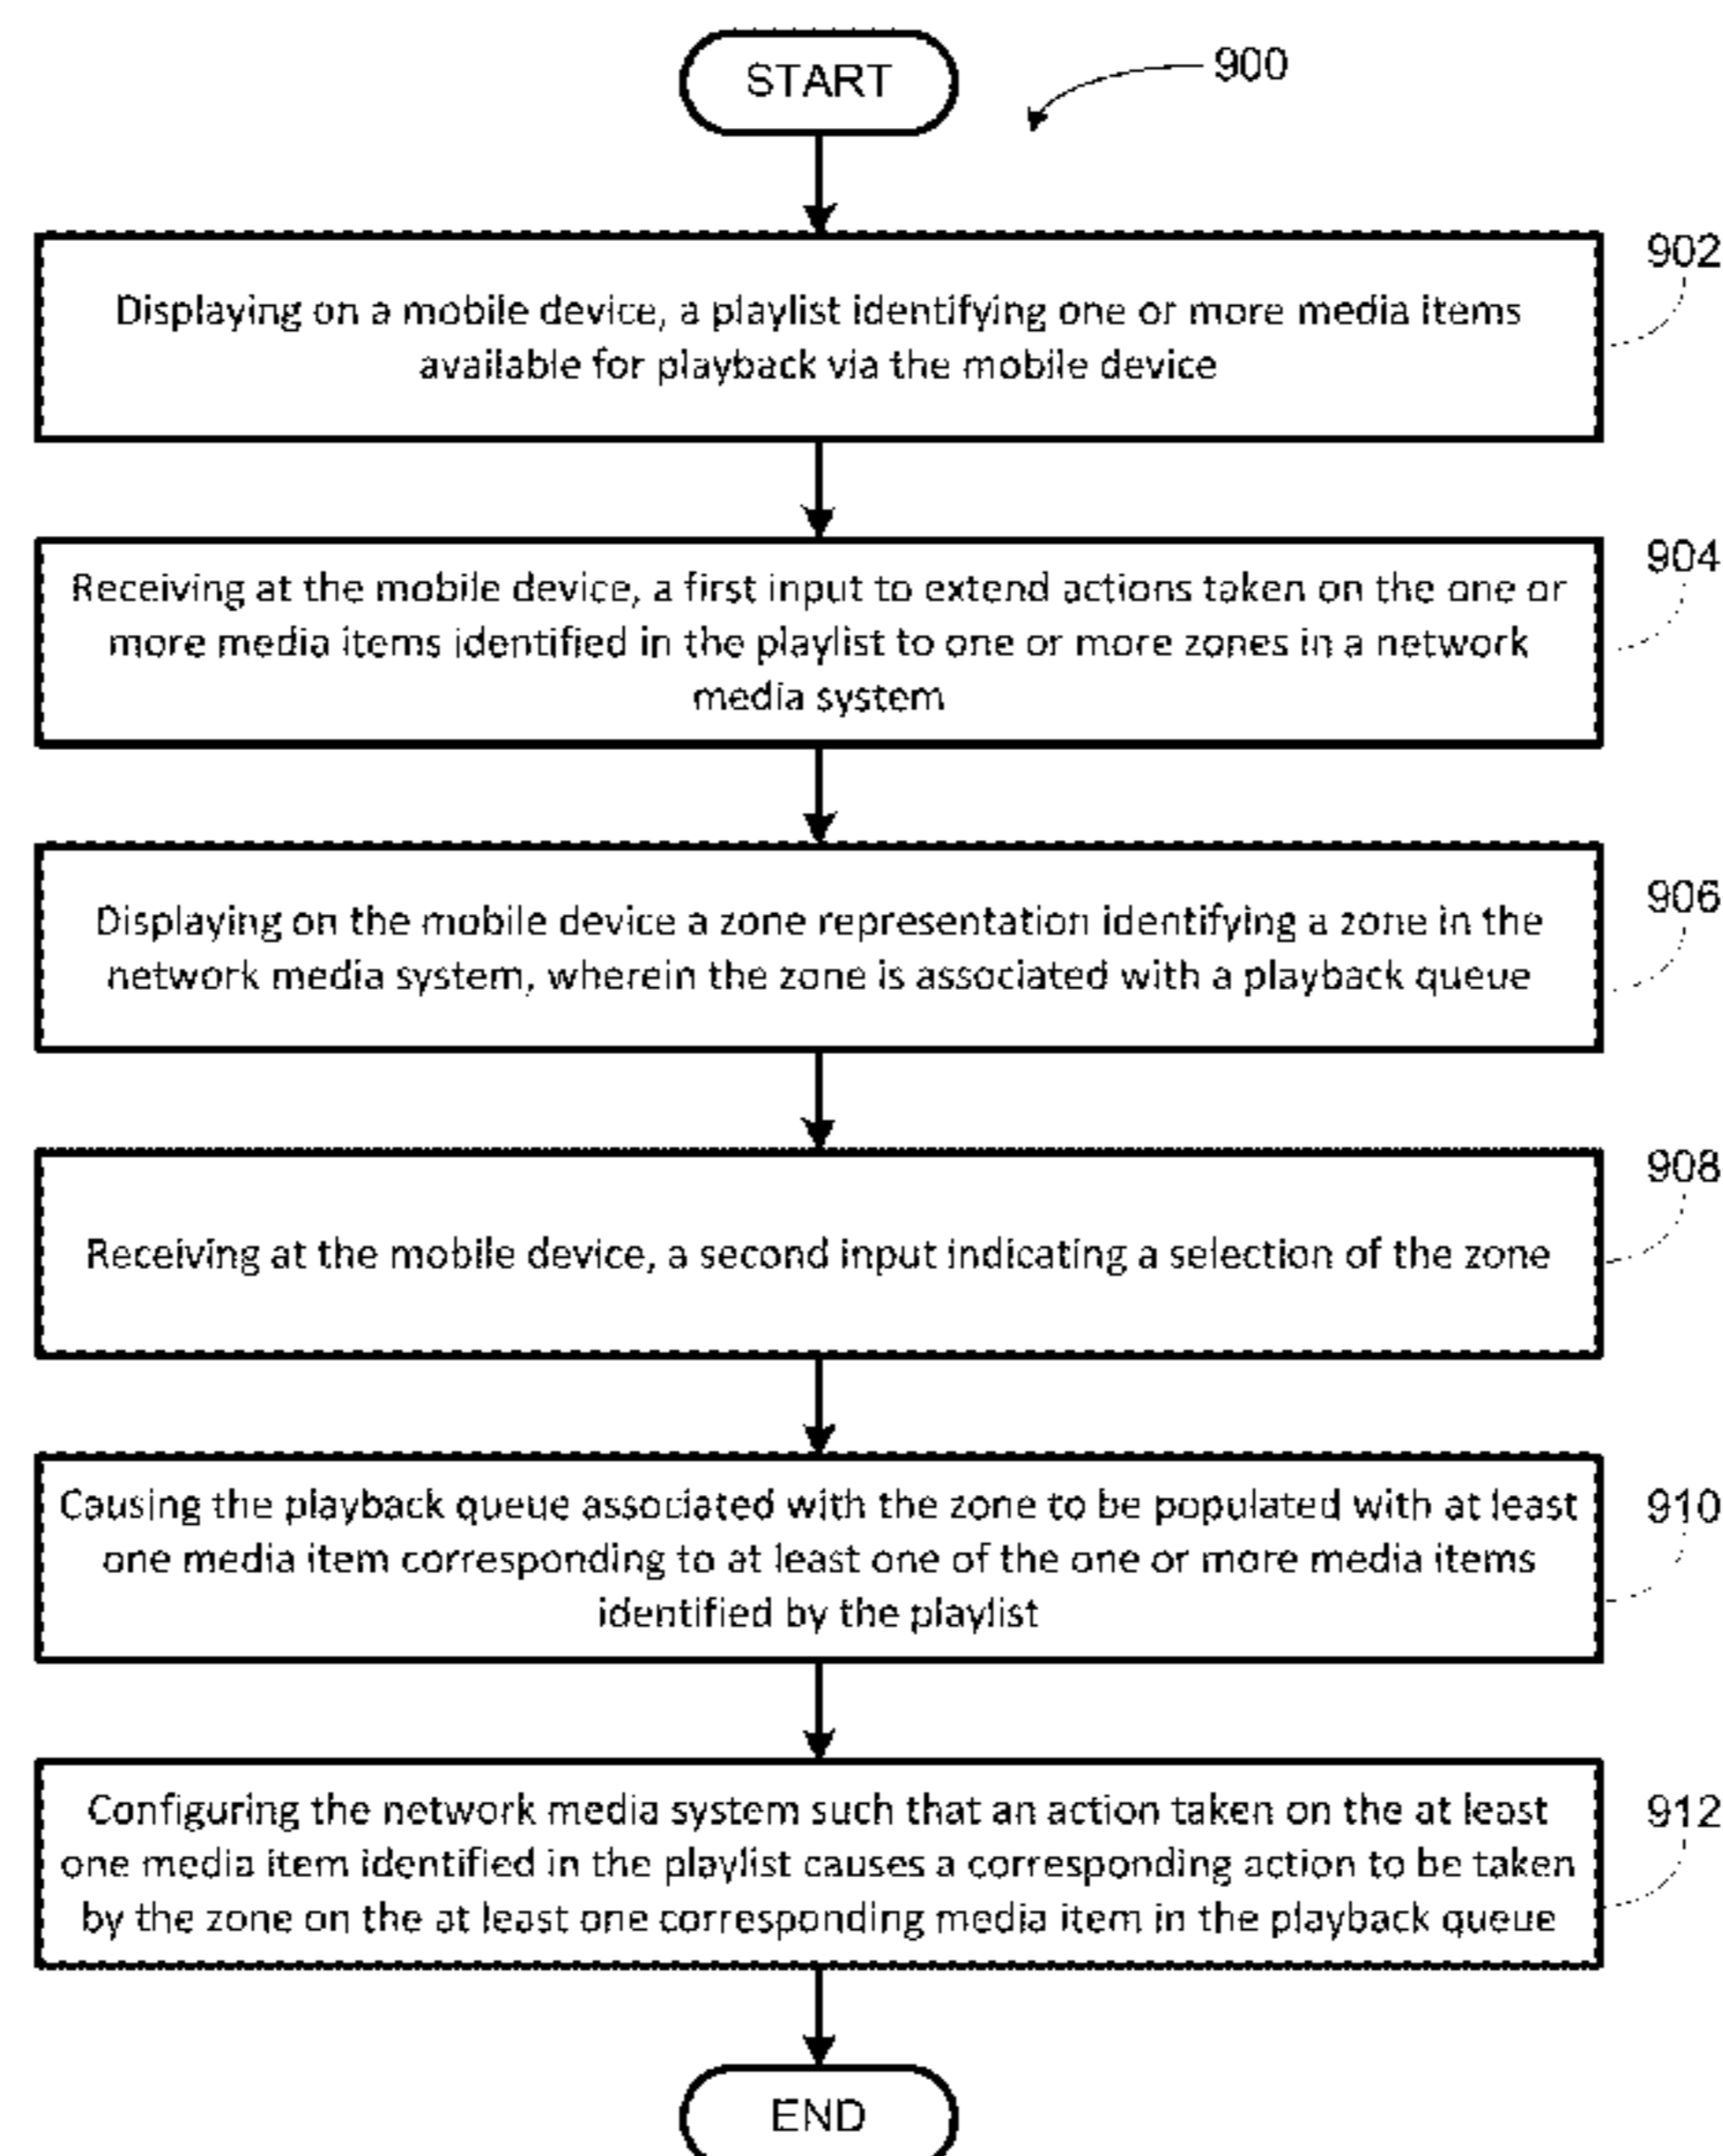 START
900
902
Displaying on a mobile device, a playlist identifying one or more media items
available for playback via the mobile device
904
Receiving at the mobile device, a first input to extend actions taken on the one or
more media items identified in the playlist to one or more zones in a network
media system
906
Displaying on the mobile device a zone representation identifying a zone in the
network media system, wherein the zone is associated with a playback queue
908
Receiving at the mobile device, a second input indicating a selection of the zone
910
Causing the playback queue associated with the zone to be populated with at least
one media item corresponding to at least one of the one or more media items
identified by the playlist
912
Configuring the network media system such that an action taken on the at least
one media item identified in the playlist causes a corresponding action to be taken
by the zone on the at least one corresponding media item in the playback queue
END